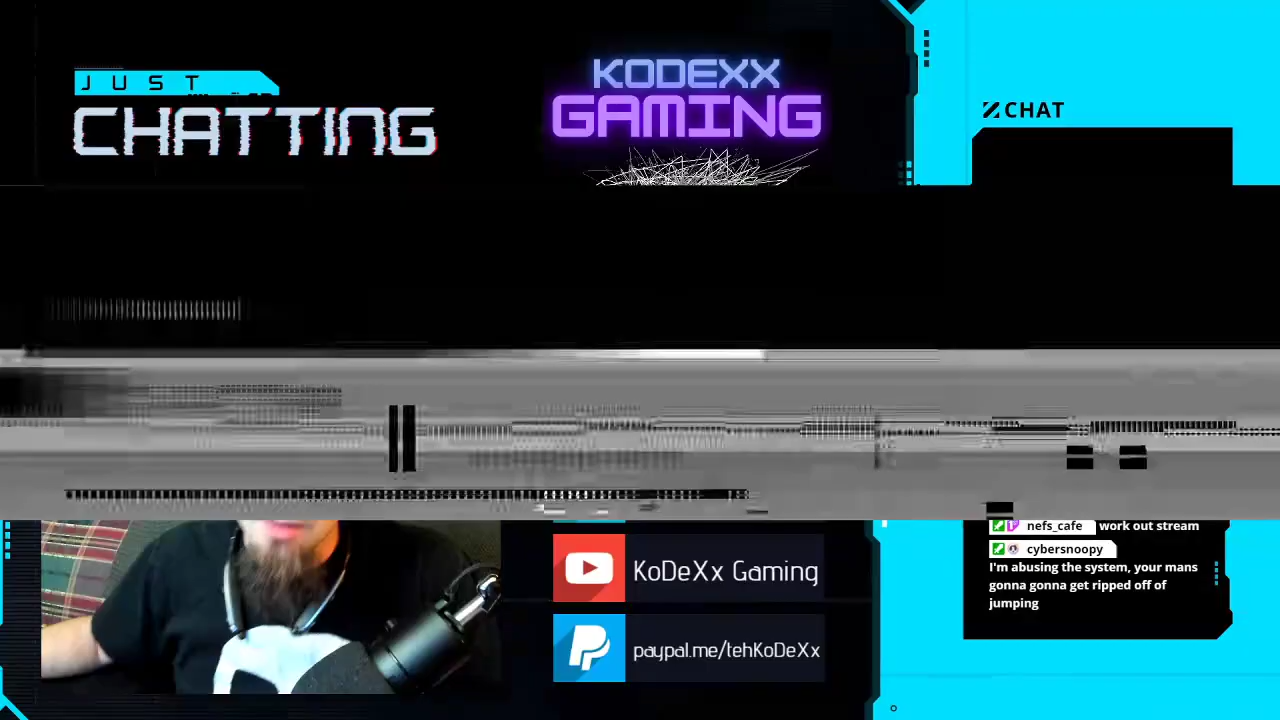 JUST
CHATTING
KODEXX
GAMING
CHAT
nefs_cafe work out stream
cybersnoopy
I'm abusing the system, your mans
gonna gonna get ripped off of
jumping
KoDeXx Gaming
paypal.me/tehKoDeXx